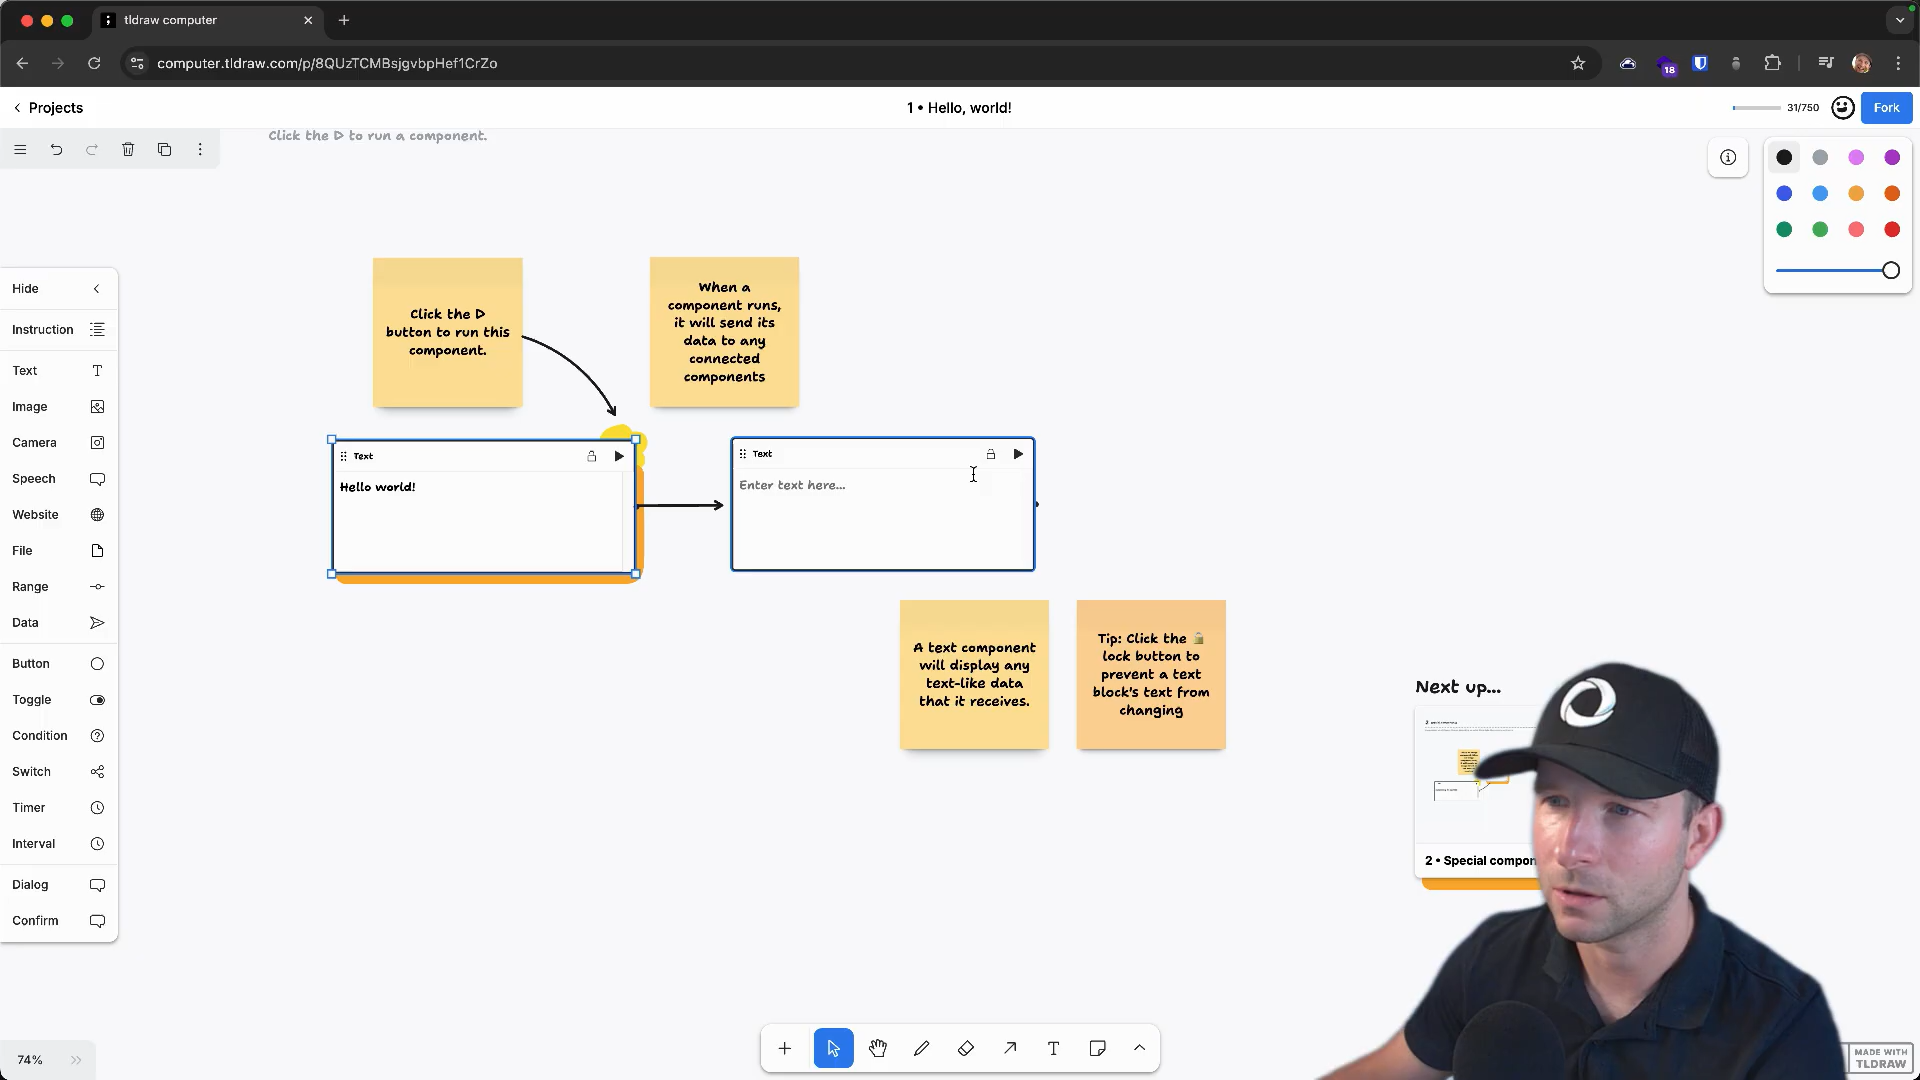 tldraw computer
computer.tldraw.com/p/8QUzTCMBsjgvbpHef1CrZo
18
Projects
1 • Hello, world!
31/750
Fork
Click the ▷ to run a component.
Hide
Instruction
Text
Image
Camera
Speech
Website
File
Range
Data
Button
Toggle
Condition
Switch
Timer
Interval
Dialog
Confirm
Click the ▷
button to run this
component.
When a
component runs,
it will send its
data to any
connected
components
Text
Hello world!
Text
Enter text here...
A text component
will display any
text-like data
that it receives.
Tip: Click the 🔒
lock button to
prevent a text
block's text from
changing
Next up...
2 • Special compon
74%
MADE WITH
TLDRAW